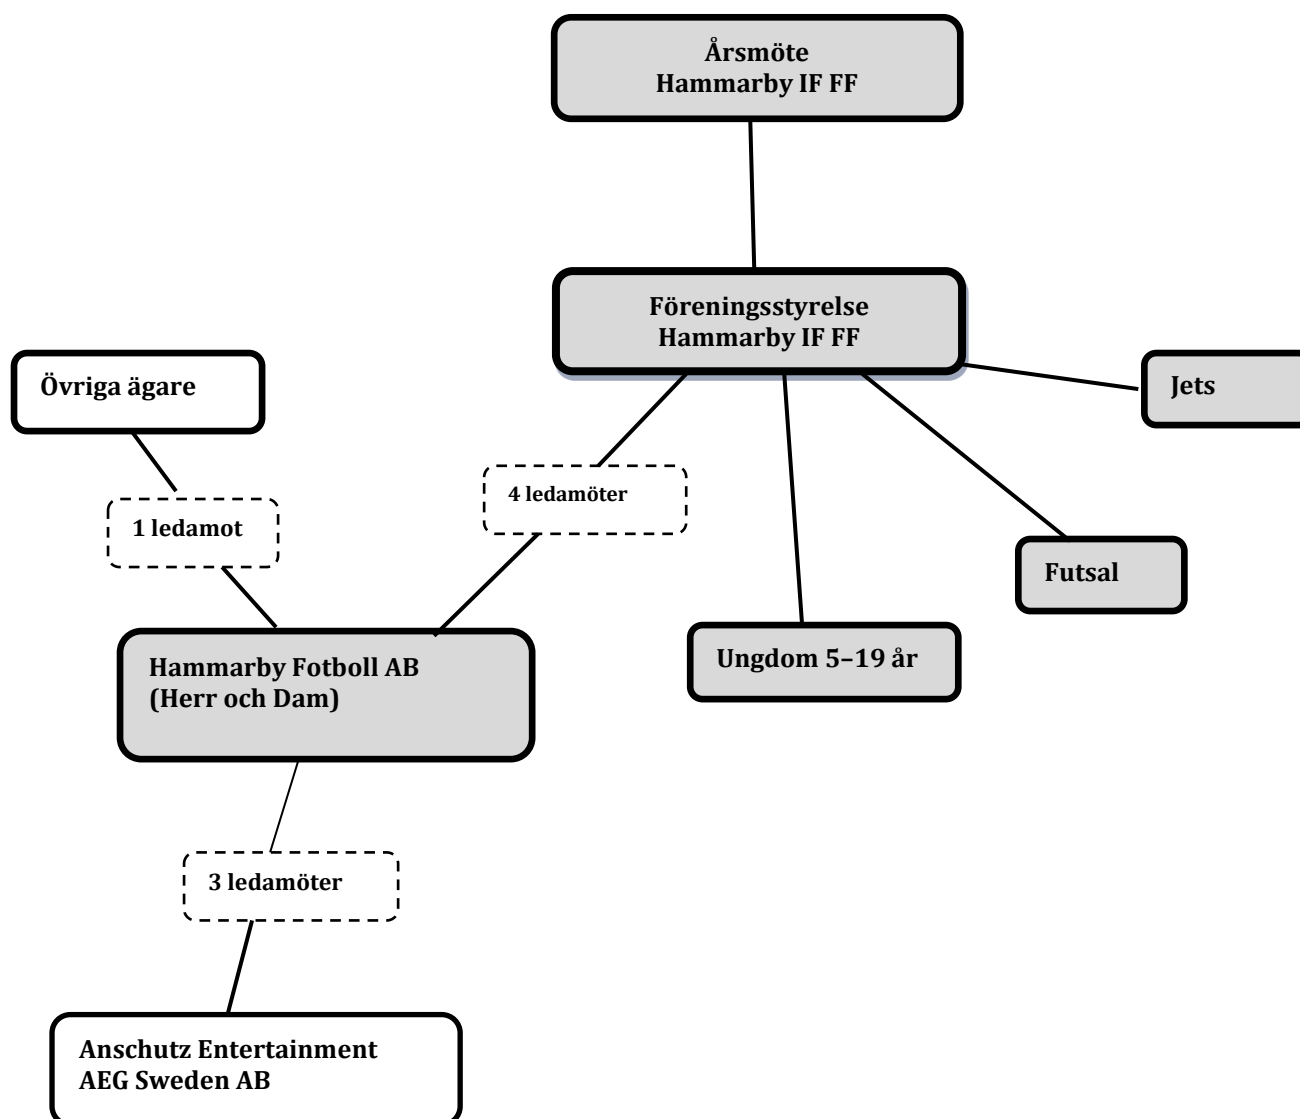 Årsmöte
Hammarby IF FF
Föreningsstyrelse
Hammarby IF FF
Övriga ägare
Jets
4 ledamöter
1 ledamot
Futsal
Hammarby Fotboll AB
(Herr och Dam)
Ungdom 5–19 år
3 ledamöter
Anschutz Entertainment
AEG Sweden AB